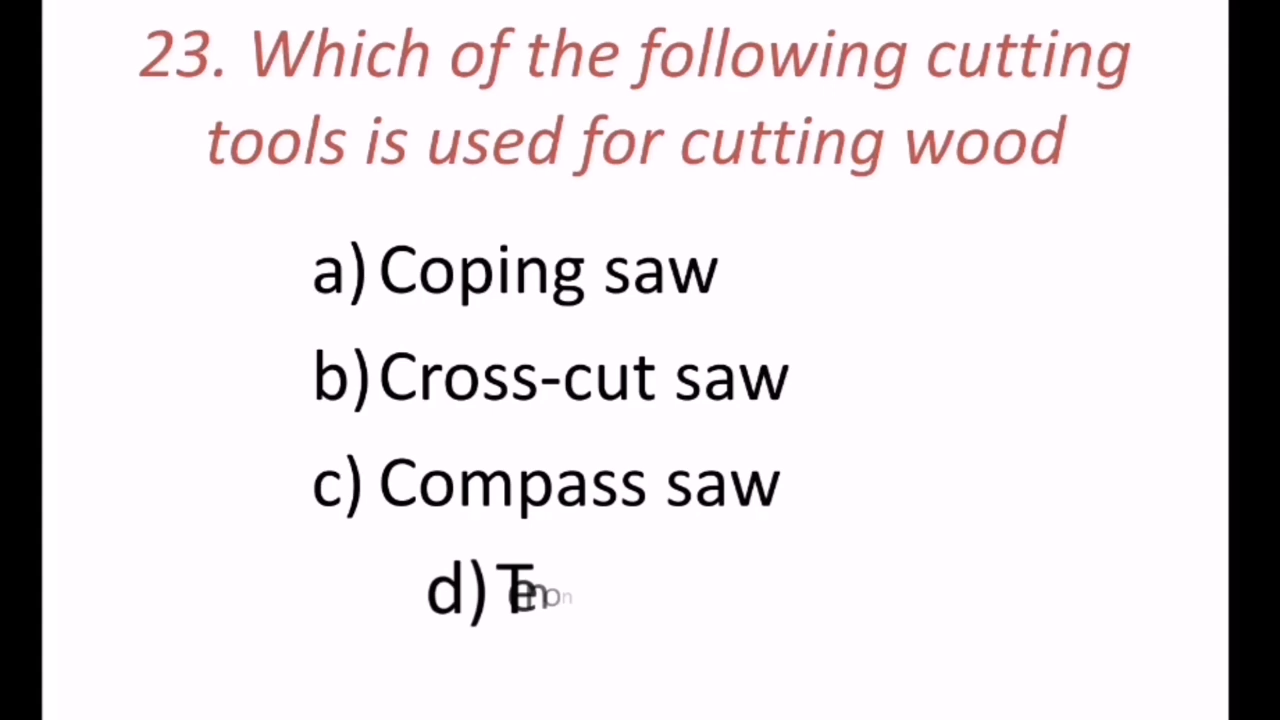 23. Which of the following cutting
tools is used for cutting wood
a) Coping saw
b) Cross-cut saw
c) Compass saw
d) Tenon